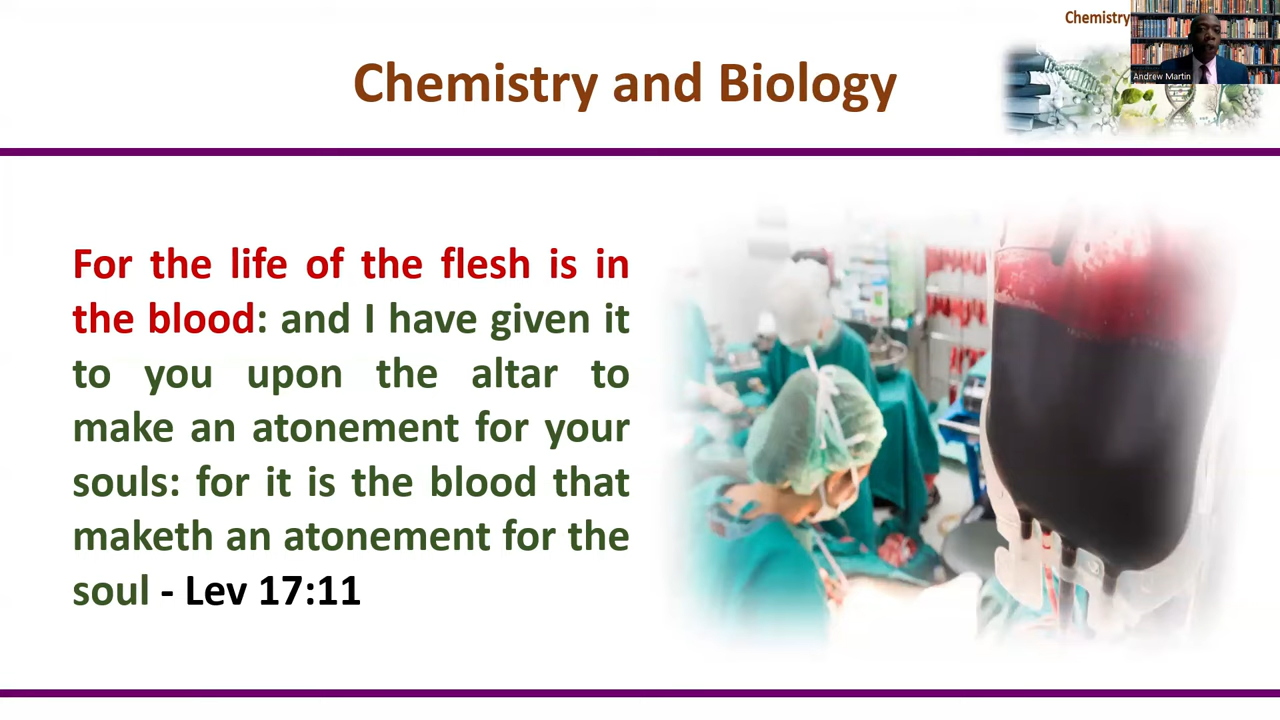 Chemistry
Andrew Martin
Chemistry and Biology
For the life of the flesh is in
the blood: and I have given it
to you upon the altar to
make an atonement for your
souls: for it is the blood that
maketh an atonement for the
soul - Lev 17:11